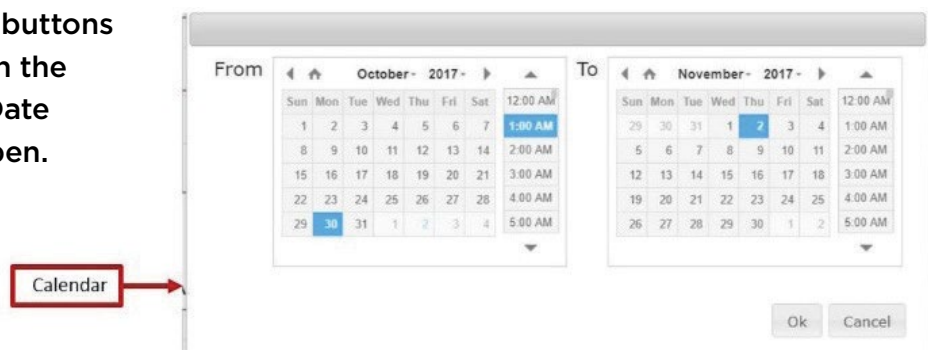 buttons
n the
Date
pen.
From
October - 2017 -
Sun Mon Tue Wed Thu Fri Sat
1 2 3 4 5 6 7
8 9 10 11 12 13 14
15 16 17 18 19 20 21
22 23 24 25 26 27 28
29 30 31 1 2 3 4
12:00 AM
1:00 AM
2:00 AM
3:00 AM
4:00 AM
5:00 AM
To
November - 2017 -
Sun Mon Tue Wed Thu Fri Sat
29 30 31 1 2 3 4
5 6 7 8 9 10 11
12 13 14 15 16 17 18
19 20 21 22 23 24 25
26 27 28 29 30 1 2
12:00 AM
1:00 AM
2:00 AM
3:00 AM
4:00 AM
5:00 AM
Calendar
Ok Cancel